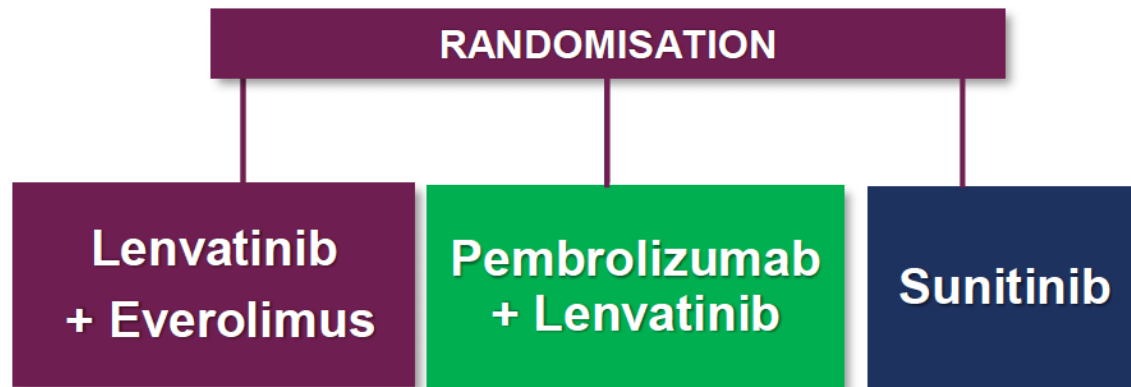 RANDOMISATION
Lenvatinib
+ Everolimus
Pembrolizumab
+ Lenvatinib
Sunitinib